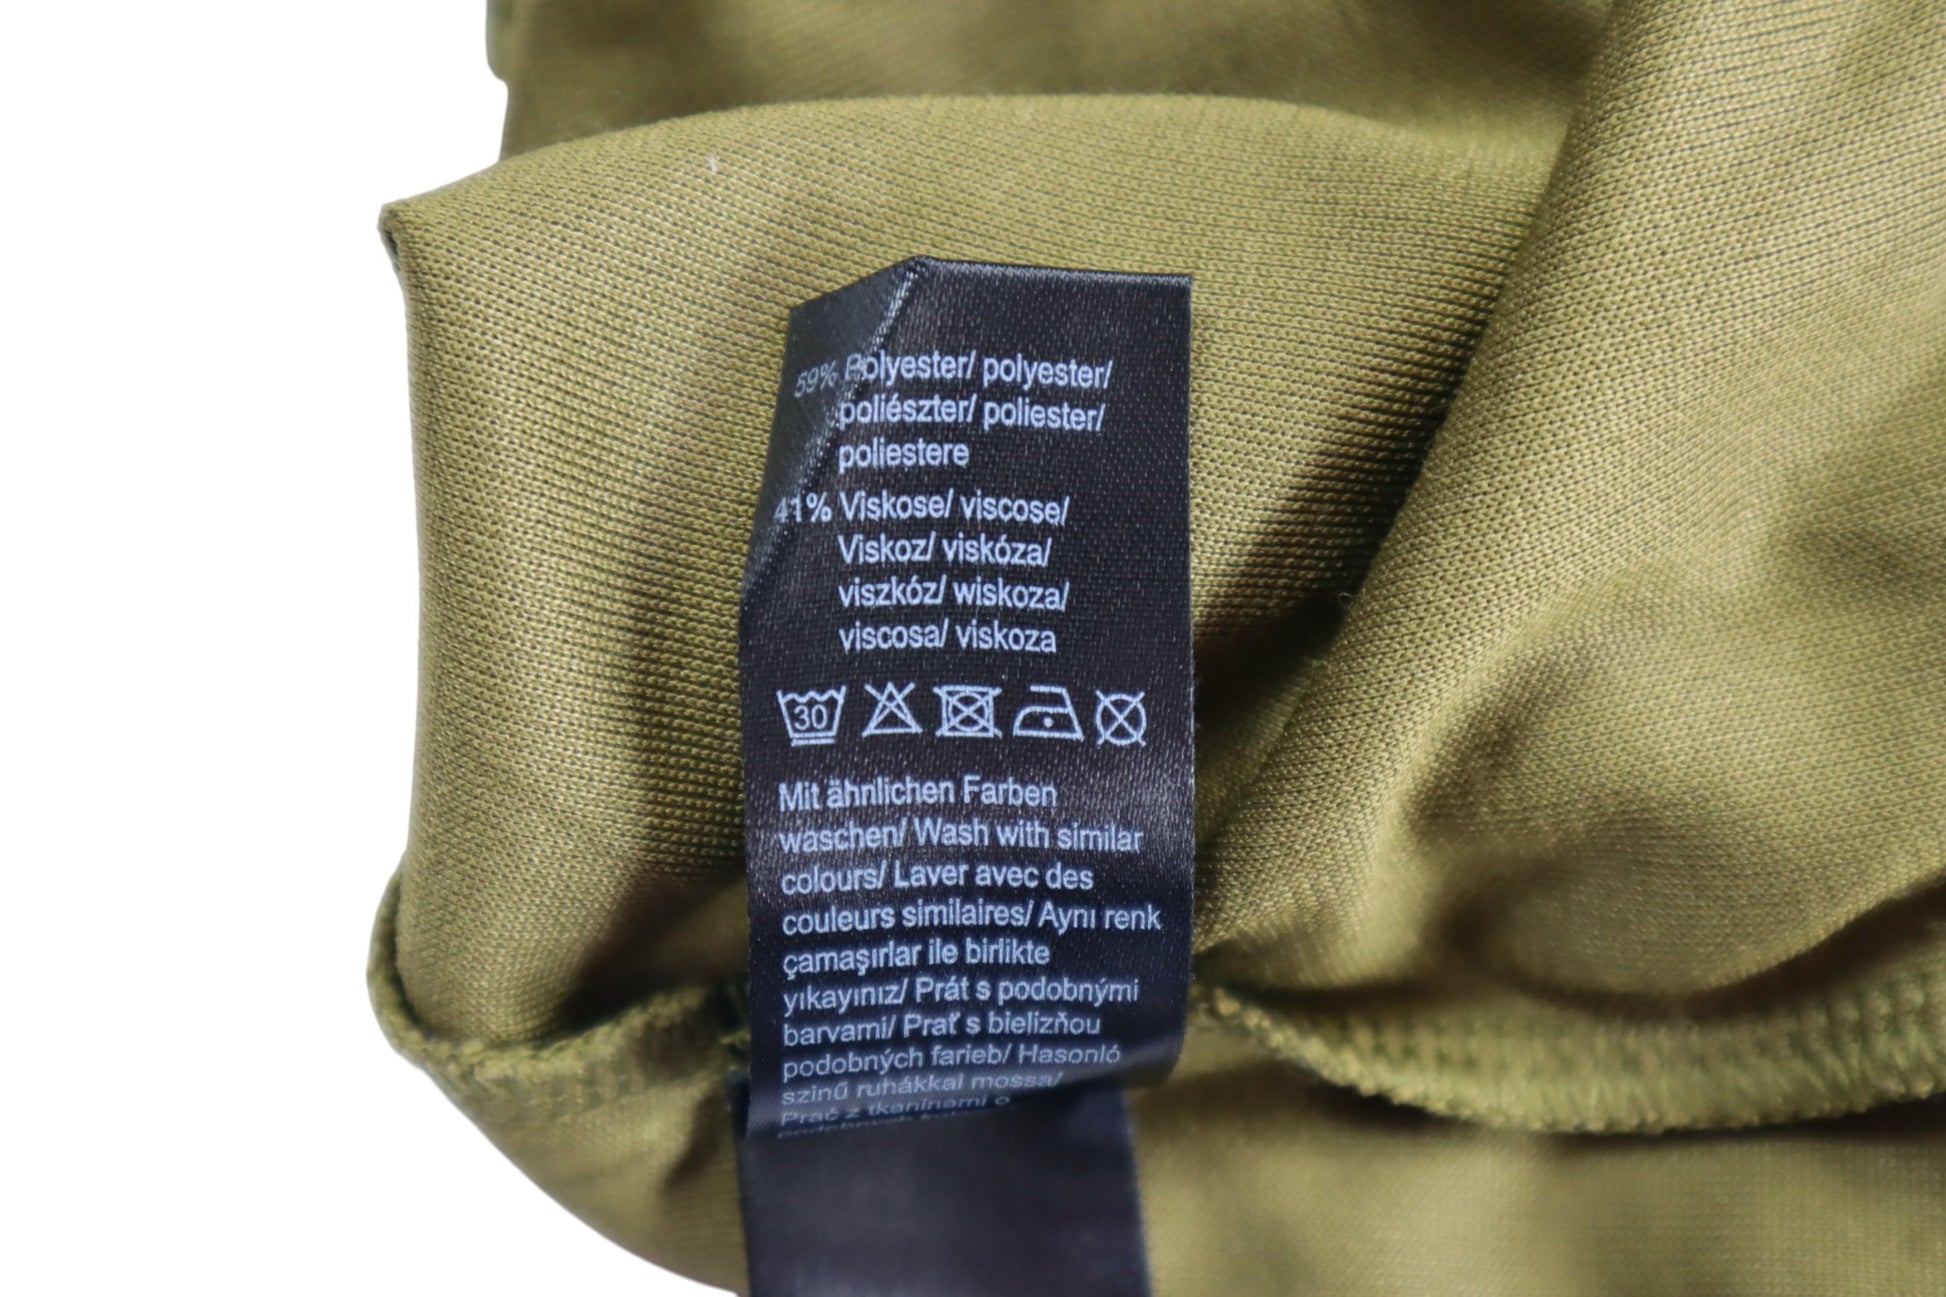 59% Polyester/ polyester/
poliészter/ poliester/
poliestere
41% Viskose/ viscose/
Viskoz/ viskóza/
viszkóz/ wiskoza/
viscosa/ viskoza
30
Mit ähnlichen Farben
waschen/ Wash with similar
colours/ Laver avec des
couleurs similaires/ Aynı renk
çamaşırlar ile birlikte
yıkayınız/ Prát s podobnými
barvami/ Prať s bielizňou
podobných farieb/ Hasonló
színű ruhákkal mossa/
Prać z tkaninami o